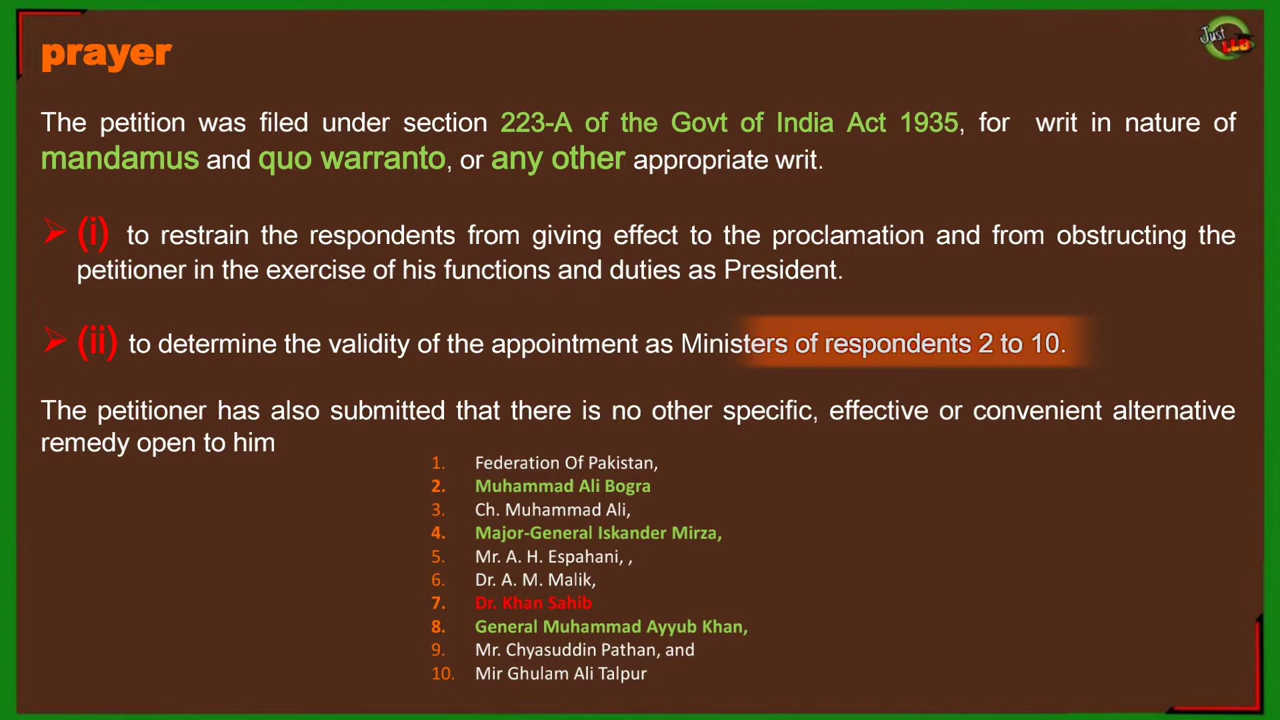 prayer
Just
LLB
The petition was filed under section 223-A of the Govt of India Act 1935, for writ in nature of
mandamus and quo warranto, or any other appropriate writ.
(i) to restrain the respondents from giving effect to the proclamation and from obstructing the
petitioner in the exercise of his functions and duties as President.
(ii) to determine the validity of the appointment as Ministers of respondents 2 to 10.
The petitioner has also submitted that there is no other specific, effective or convenient alternative
remedy open to him
1. Federation Of Pakistan,
2. Muhammad Ali Bogra
3. Ch. Muhammad Ali,
4. Major-General Iskander Mirza,
5. Mr. A. H. Espahani, ,
6. Dr. A. M. Malik,
7. Dr. Khan Sahib
8. General Muhammad Ayyub Khan,
9. Mr. Chyasuddin Pathan, and
10. Mir Ghulam Ali Talpur